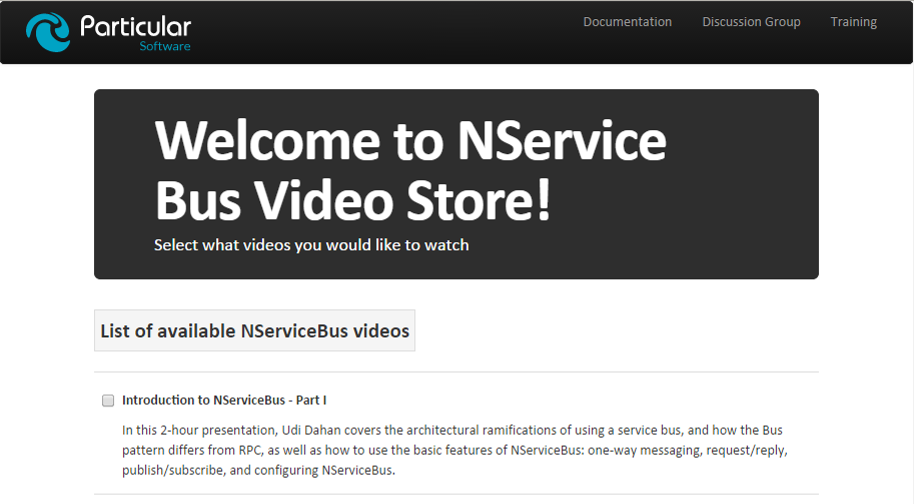 Particular
Software
Documentation Discussion Group Training
Welcome to NService
Bus Video Store!
Select what videos you would like to watch
List of available NServiceBus videos
Introduction to NServiceBus - Part I
In this 2-hour presentation, Udi Dahan covers the architectural ramifications of using a service bus, and how the Bus
pattern differs from RPC, as well as how to use the basic features of NServiceBus: one-way messaging, request/reply,
publish/subscribe, and configuring NServiceBus.